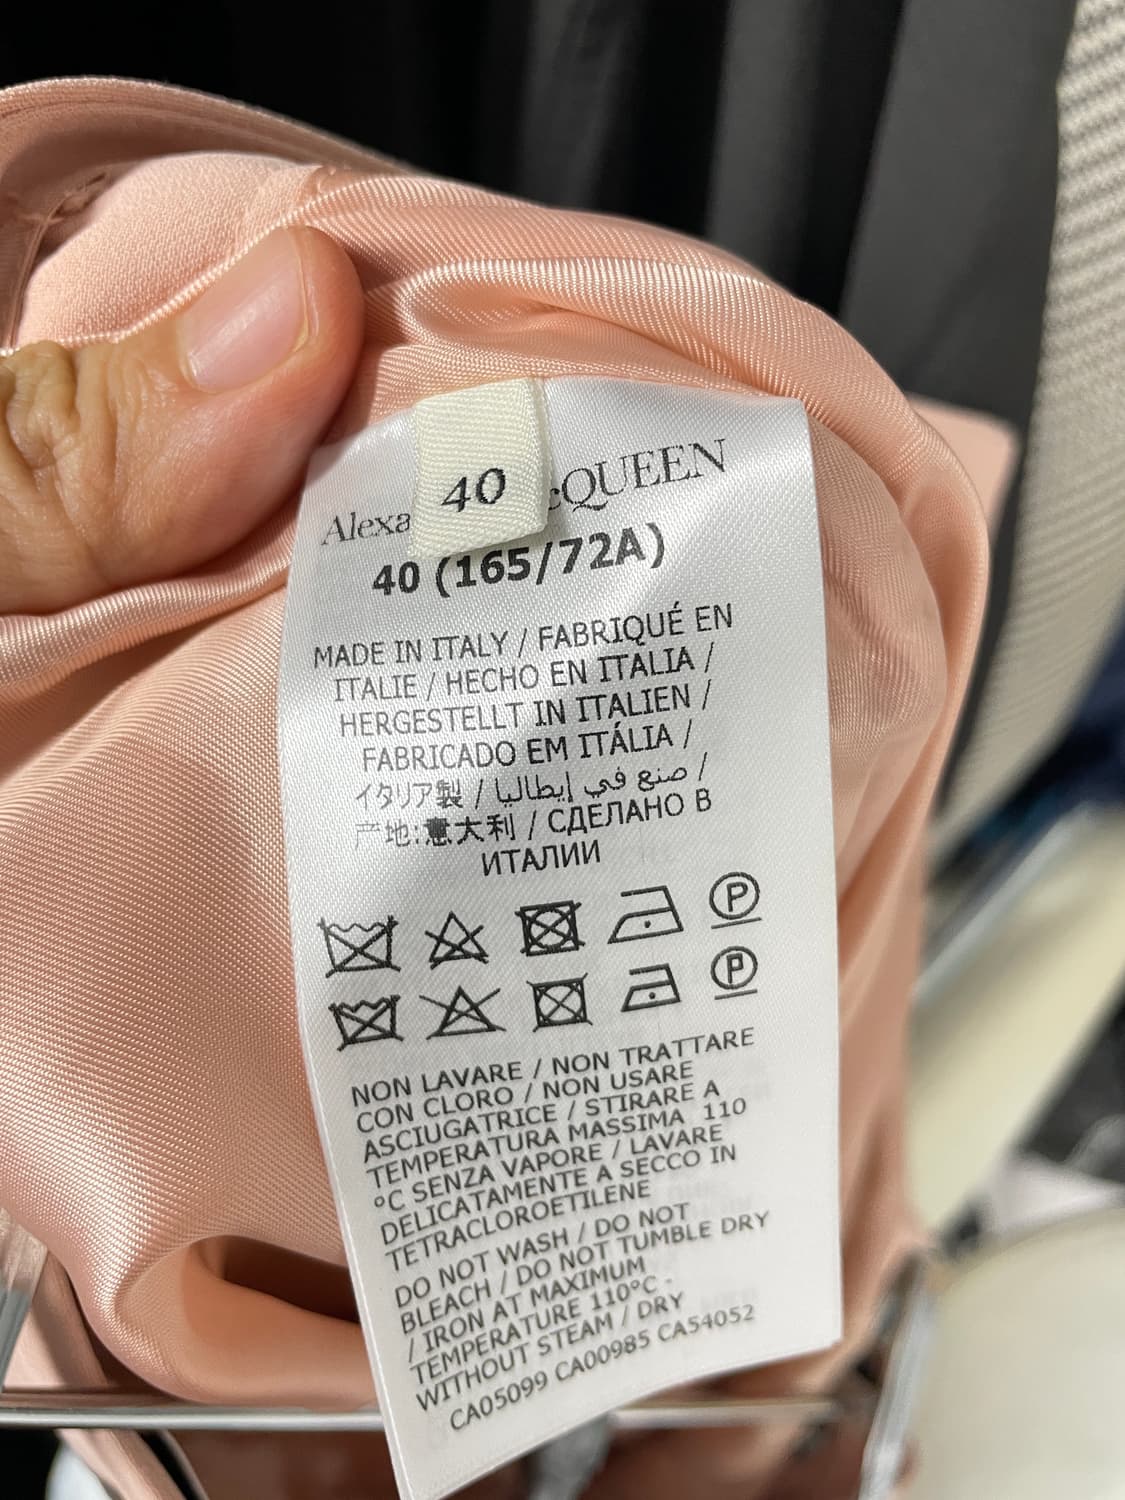 40
Alexa cQUEEN
40 (165/72A)
MADE IN ITALY / FABRIQUÉ EN
ITALIE / HECHO EN ITALIA /
HERGESTELLT IN ITALIEN /
FABRICADO EM ITÁLIA /
イタリア製 / صنع في إيطاليا /
产地:意大利 / СДЕЛАНО В
ИТАЛИИ
P
P
NON LAVARE / NON TRATTARE
CON CLORO / NON USARE
ASCIUGATRICE / STIRARE A
TEMPERATURA MASSIMA 110
°C SENZA VAPORE / LAVARE
DELICATAMENTE A SECCO IN
TETRACLOROETILENE
DO NOT WASH / DO NOT
BLEACH / DO NOT TUMBLE DRY
/ IRON AT MAXIMUM
TEMPERATURE 110°C -
WITHOUT STEAM / DRY
CA05099 CA00985 CA54052